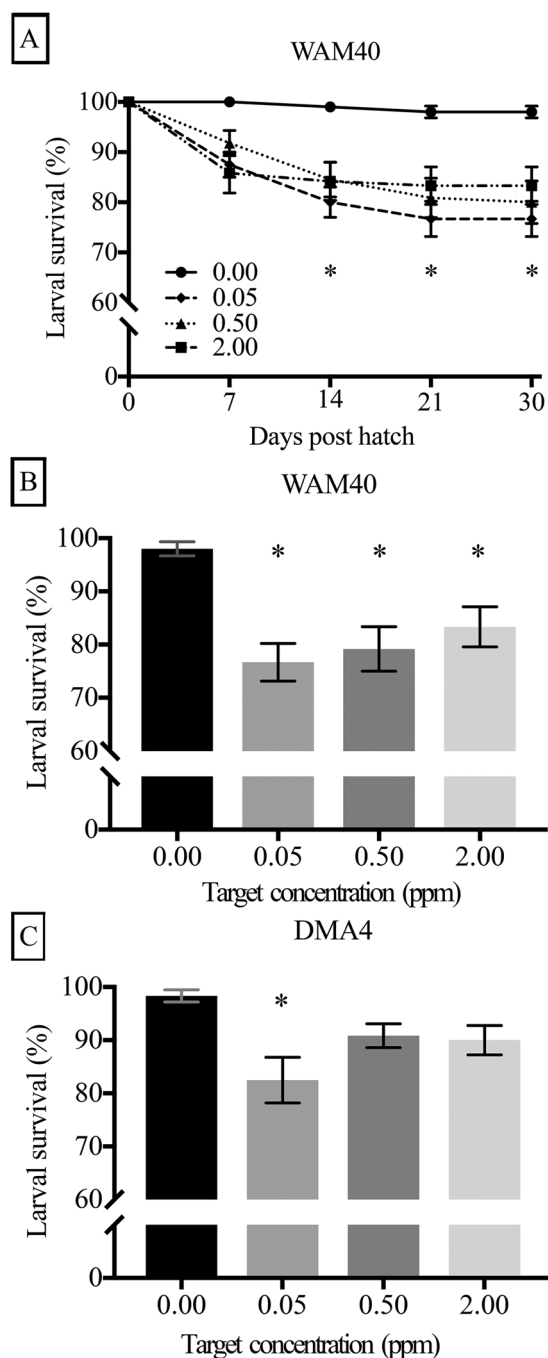 A
WAM40
Larval survival (%)
100
90
80
70
60
0
0.00
0.05
0.50
2.00
* * *
0 7 14 21 30
Days post hatch
B
WAM40
Larval survival (%)
100
90
80
70
60
0
* * *
0.00 0.05 0.50 2.00
Target concentration (ppm)
C
DMA4
Larval survival (%)
100
90
80
70
60
0
*
0.00 0.05 0.50 2.00
Target concentration (ppm)